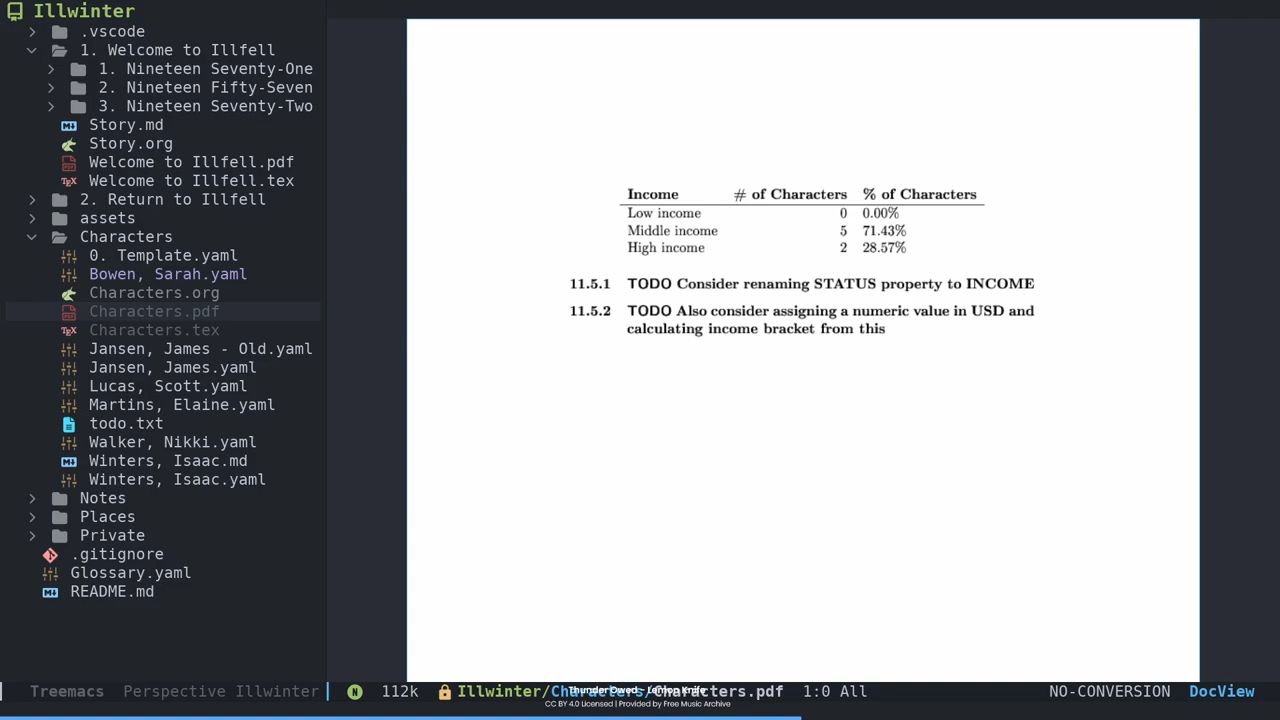 Illwinter
.vscode
1. Welcome to Illfell
1. Nineteen Seventy-One
2. Nineteen Fifty-Seven
3. Nineteen Seventy-Two
Story.md
Story.org
Welcome to Illfell.pdf
Welcome to Illfell.tex
2. Return to Illfell
assets
Characters
0. Template.yaml
Bowen, Sarah.yaml
Characters.org
Characters.pdf
Characters.tex
Jansen, James - Old.yaml
Jansen, James.yaml
Lucas, Scott.yaml
Martins, Elaine.yaml
todo.txt
Walker, Nikki.yaml
Winters, Isaac.md
Winters, Isaac.yaml
Notes
Places
Private
.gitignore
Glossary.yaml
README.md
Income # of Characters % of Characters
Low income 0 0.00%
Middle income 5 71.43%
High income 2 28.57%
11.5.1 TODO Consider renaming STATUS property to INCOME
11.5.2 TODO Also consider assigning a numeric value in USD and
calculating income bracket from this
Treemacs Perspective Illwinter N 112k Illwinter/Characters/Characters.pdf 1:0 All NO-CONVERSION DocView
CC BY 4.0 Licensed | Provided by Free Music Archive